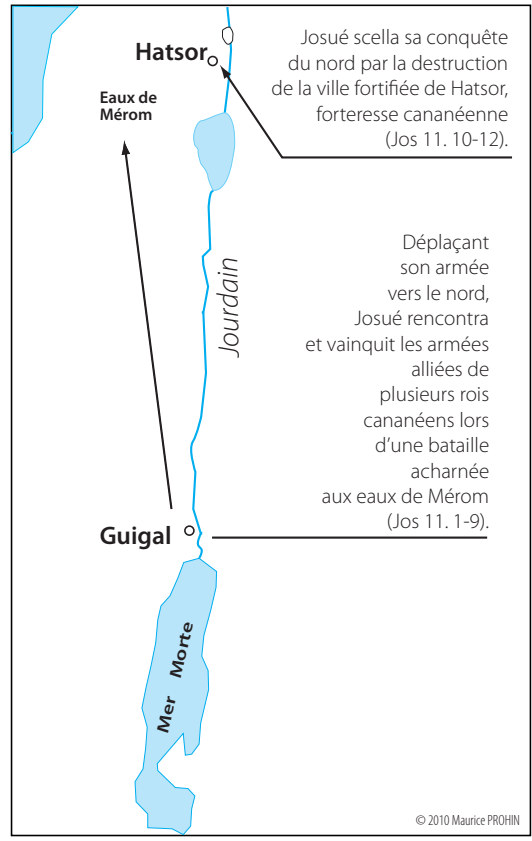 Hatsor
Josué scella sa conquête
du nord par la destruction
de la ville fortifiée de Hatsor,
forteresse cananéenne
(Jos 11. 10-12).
Eaux de
Mérom
Jourdain
Déplaçant
son armée
vers le nord,
Josué rencontra
et vainquit les armées
alliées de
plusieurs rois
cananéens lors
d'une bataille
acharnée
aux eaux de Mérom
(Jos 11. 1-9).
Guigal
Mer Morte
© 2010 Maurice PROHIN